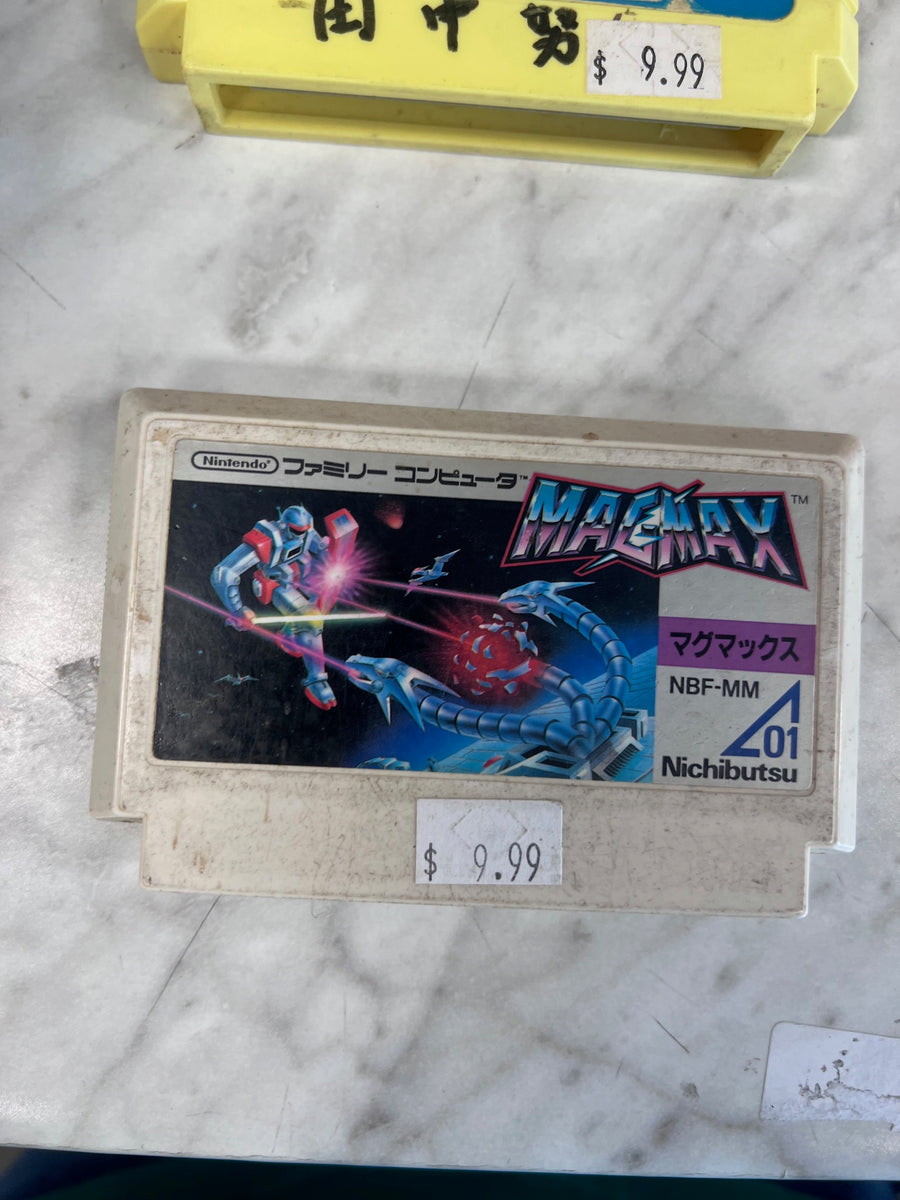 田中努
$ 9.99
Nintendo® ファミリー コンピュータ™
MAGMAX™
マグマックス
NBF-MM
01
Nichibutsu
$ 9.99